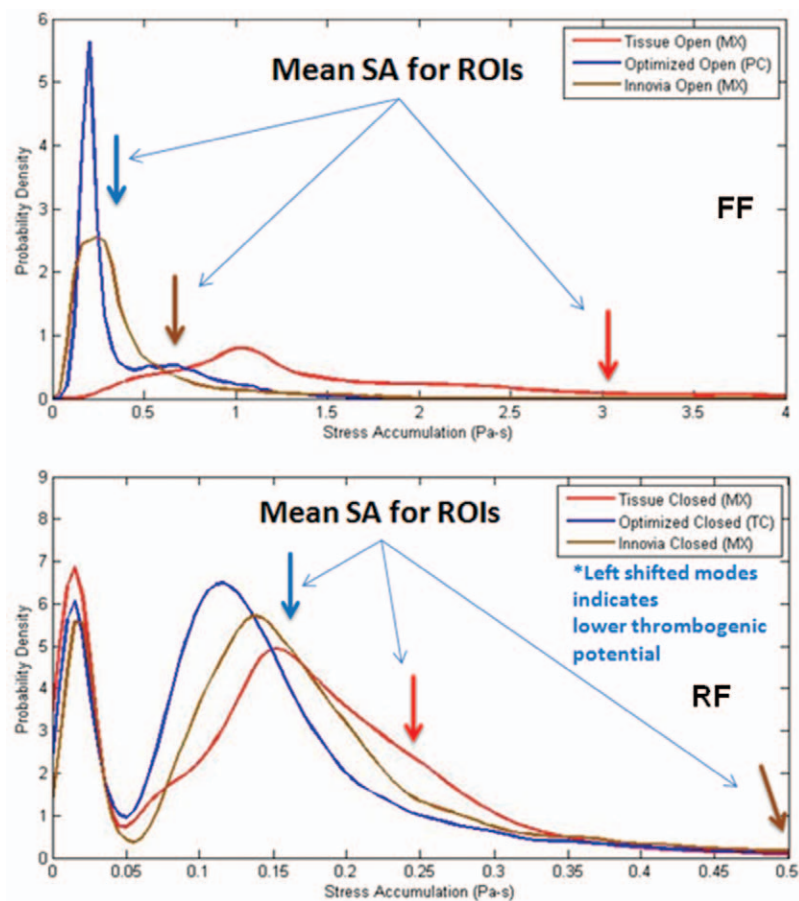 6
5
4
3
2
1
0
Probability Density
Mean SA for ROIs
Tissue Open (MX)
Optimized Open (PC)
Innovia Open (MX)
FF
0 0.5 1 1.5 2 2.5 3 3.5 4
Stress Accumulation (Pa-s)
9
8
7
6
5
4
3
2
1
0
Probability Density
Mean SA for ROIs
Tissue Closed (MX)
Optimized Closed (TC)
Innovia Closed (MX)
*Left shifted modes
indicates
lower thrombogenic
potential
RF
0 0.05 0.1 0.15 0.2 0.25 0.3 0.35 0.4 0.45 0.5
Stress Accumulation (Pa-s)